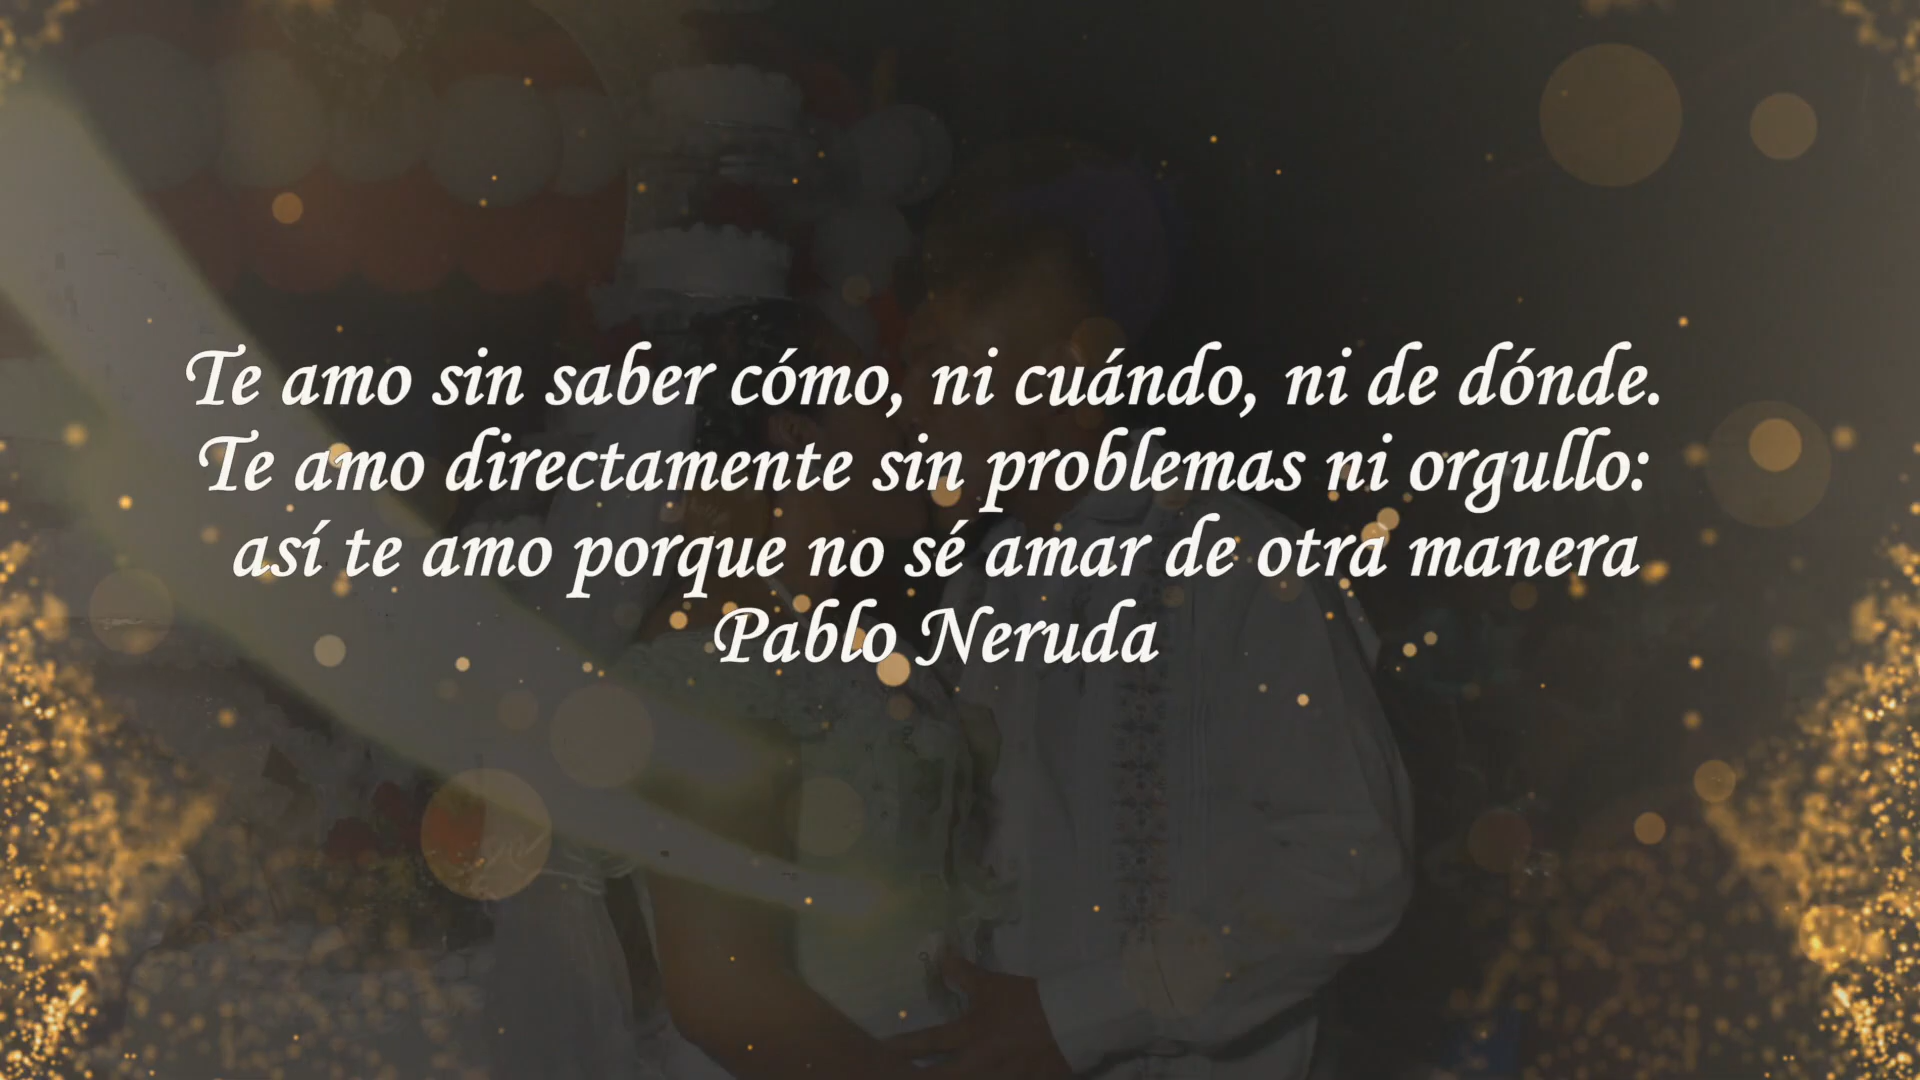 Te amo sin saber cómo, ni cuándo, ni de dónde.
Te amo directamente sin problemas ni orgullo:
así te amo porque no sé amar de otra manera
Pablo Neruda